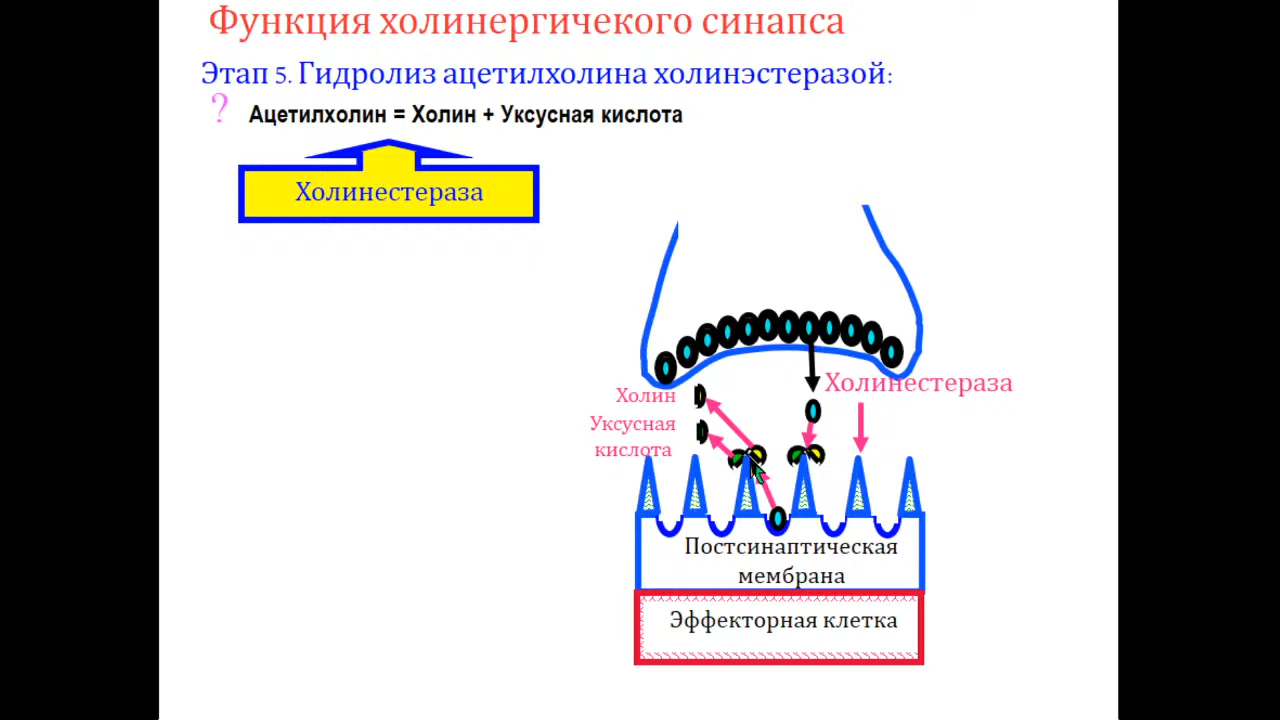 Функция холинергичекого синапса
Этап 5. Гидролиз ацетилхолина холинэстеразой:
? Ацетилхолин = Холин + Уксусная кислота
Холинестераза
Холинестераза
Холин
Уксусная
кислота
Постсинаптическая
мембрана
Эффекторная клетка